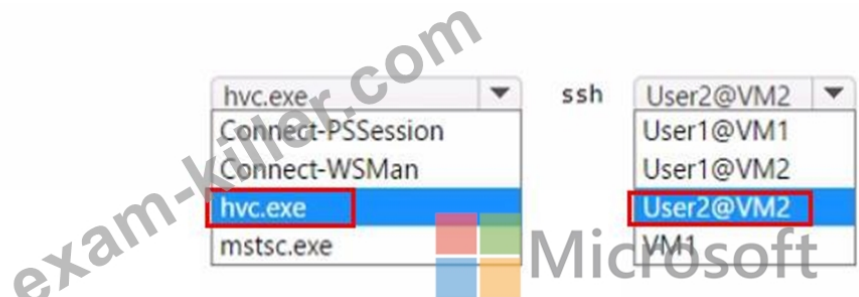 exam-killer.com
hvc.exe ssh User2@VM2
Connect-PSSession
Connect-WSMan
hvc.exe
mstsc.exe
User1@VM1
User1@VM2
User2@VM2
VM1
Microsoft